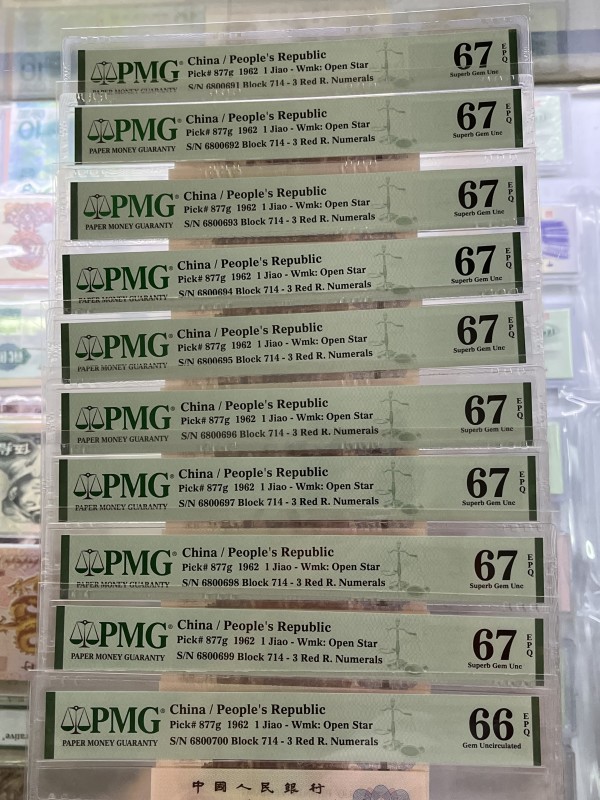 PMG
China / People's Republic
67 EPQ
Pick# 877g 1962 1 Jiao - Wmk: Open Star
PAPER MONEY GUARANTY
S/N 6800691 Block 714 - 3 Red R. Numerals
Superb Gem Unc
PMG
China / People's Republic
67 EPQ
Pick# 877g 1962 1 Jiao - Wmk: Open Star
PAPER MONEY GUARANTY
S/N 6800692 Block 714 - 3 Red R. Numerals
Superb Gem Unc
PMG
China / People's Republic
67 EPQ
Pick# 877g 1962 1 Jiao - Wmk: Open Star
PAPER MONEY GUARANTY
S/N 6800693 Block 714 - 3 Red R. Numerals
Superb Gem Unc
PMG
China / People's Republic
67 EPQ
Pick# 877g 1962 1 Jiao - Wmk: Open Star
PAPER MONEY GUARANTY
S/N 6800694 Block 714 - 3 Red R. Numerals
Superb Gem Unc
PMG
China / People's Republic
67 EPQ
Pick# 877g 1962 1 Jiao - Wmk: Open Star
PAPER MONEY GUARANTY
S/N 6800695 Block 714 - 3 Red R. Numerals
Superb Gem Unc
PMG
China / People's Republic
67 EPQ
Pick# 877g 1962 1 Jiao - Wmk: Open Star
PAPER MONEY GUARANTY
S/N 6800696 Block 714 - 3 Red R. Numerals
Superb Gem Unc
PMG
China / People's Republic
67 EPQ
Pick# 877g 1962 1 Jiao - Wmk: Open Star
PAPER MONEY GUARANTY
S/N 6800697 Block 714 - 3 Red R. Numerals
Superb Gem Unc
PMG
China / People's Republic
67 EPQ
Pick# 877g 1962 1 Jiao - Wmk: Open Star
PAPER MONEY GUARANTY
S/N 6800698 Block 714 - 3 Red R. Numerals
Superb Gem Unc
PMG
China / People's Republic
67 EPQ
Pick# 877g 1962 1 Jiao - Wmk: Open Star
PAPER MONEY GUARANTY
S/N 6800699 Block 714 - 3 Red R. Numerals
Superb Gem Unc
PMG
China / People's Republic
66 EPQ
Pick# 877g 1962 1 Jiao - Wmk: Open Star
PAPER MONEY GUARANTY
S/N 6800700 Block 714 - 3 Red R. Numerals
Gem Uncirculated
中國人民銀行